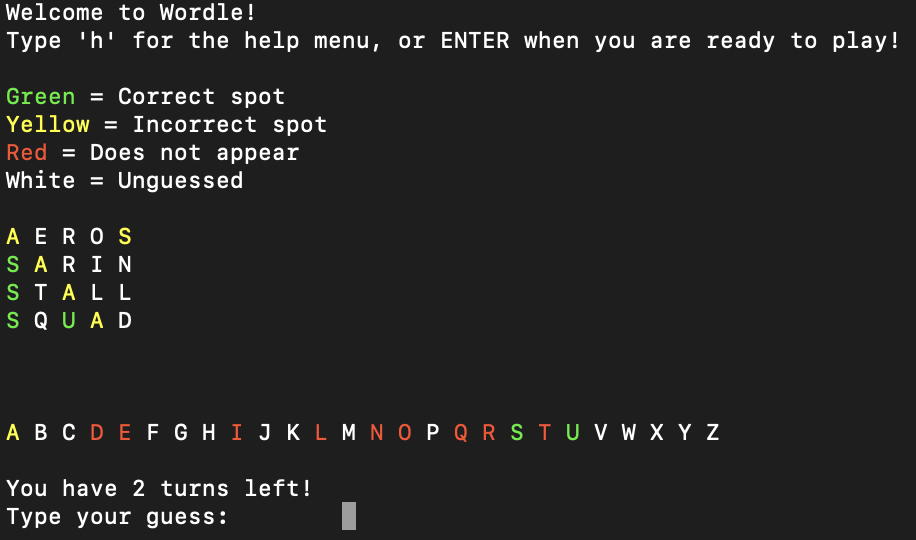 Welcome to Wordle!
Type 'h' for the help menu, or ENTER when you are ready to play!
Green = Correct spot
Yellow = Incorrect spot
Red = Does not appear
White = Unguessed
A E R O S
S A R I N
S T A L L
S Q U A D
A B C D E F G H I J K L M N O P Q R S T U V W X Y Z
You have 2 turns left!
Type your guess: